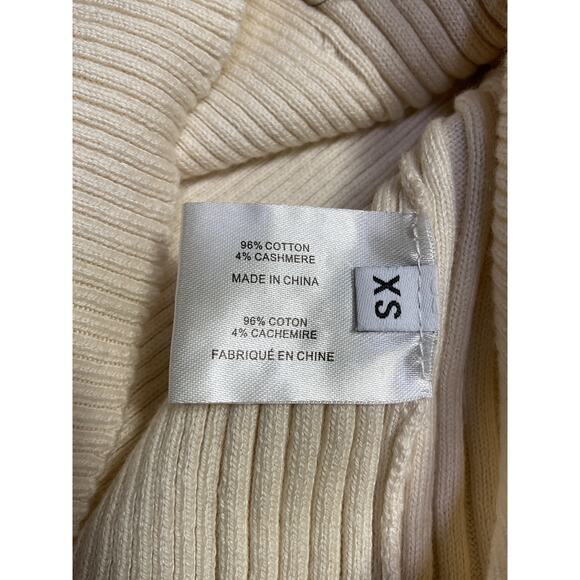 96% COTTON
4% CASHMERE
MADE IN CHINA
96% COTON
4% CACHEMIRE
FABRIQUÉ EN CHINE
XS